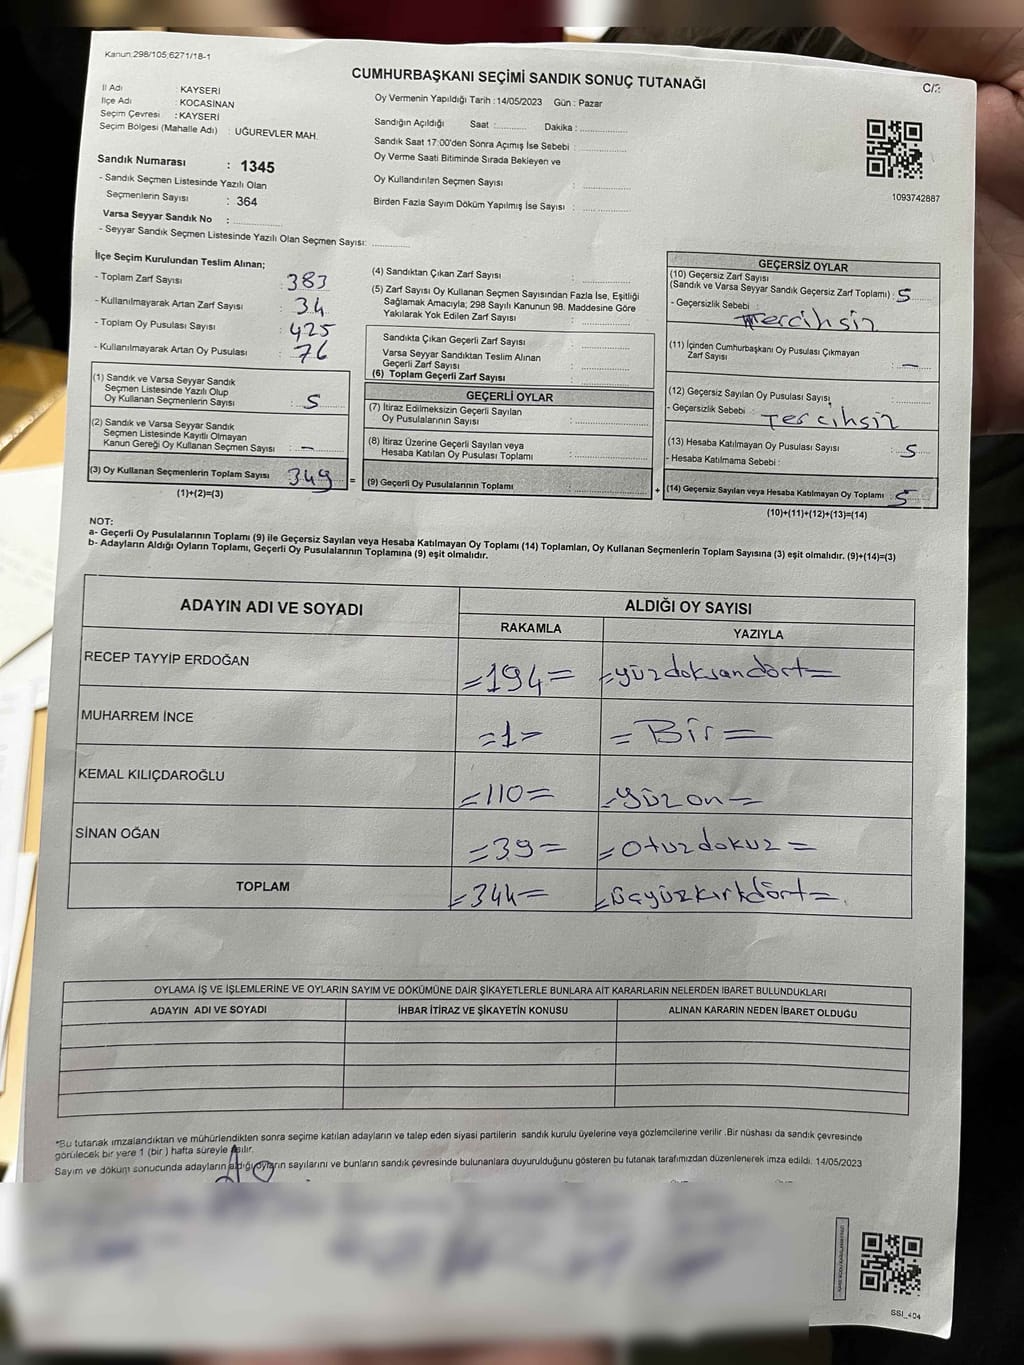 Kanun:298/105;6271/18-1
CUMHURBAŞKANI SEÇİMİ SANDIK SONUÇ TUTANAĞI
İl Adı : KAYSERİ
İlçe Adı : KOCASİNAN
Seçim Çevresi : KAYSERİ
Seçim Bölgesi (Mahalle Adı) : UĞUREVLER MAH.
Sandık Numarası : 1345
- Sandık Seçmen Listesinde Yazılı Olan
Seçmenlerin Sayısı : 364
Varsa Seyyar Sandık No :
- Seyyar Sandık Seçmen Listesinde Yazılı Olan Seçmen Sayısı:
Oy Vermenin Yapıldığı Tarih : 14/05/2023 Gün : Pazar
Sandığın Açıldığı Saat : Dakika :
Sandık Saat 17:00'den Sonra Açımış İse Sebebi :
Oy Verme Saati Bitiminde Sırada Bekleyen ve
Oy Kullandırılan Seçmen Sayısı :
Birden Fazla Sayım Döküm Yapılmış İse Sayısı :
1093742887
İlçe Seçim Kurulundan Teslim Alınan;
- Toplam Zarf Sayısı : 383
- Kullanılmayarak Artan Zarf Sayısı : 34
- Toplam Oy Pusulası Sayısı : 425
- Kullanılmayarak Artan Oy Pusulası : 76
(1) Sandık ve Varsa Seyyar Sandık
Seçmen Listesinde Yazılı Olup
Oy Kullanan Seçmenlerin Sayısı : 5
(2) Sandık ve Varsa Seyyar Sandık
Seçmen Listesinde Kayıtlı Olmayan
Kanun Gereği Oy Kullanan Seçmen Sayısı : -
(3) Oy Kullanan Seçmenlerin Toplam Sayısı 349 =
(1)+(2)=(3)
(4) Sandıktan Çıkan Zarf Sayısı :
(5) Zarf Sayısı Oy Kullanan Seçmen Sayısından Fazla İse, Eşitliği
Sağlamak Amacıyla; 298 Sayılı Kanunun 98. Maddesine Göre
Yakılarak Yok Edilen Zarf Sayısı :
Sandıkta Çıkan Geçerli Zarf Sayısı :
Varsa Seyyar Sandıktan Teslim Alınan
Geçerli Zarf Sayısı :
(6) Toplam Geçerli Zarf Sayısı :
GEÇERLİ OYLAR
(7) İtiraz Edilmeksizin Geçerli Sayılan
Oy Pusulalarının Sayısı :
(8) İtiraz Üzerine Geçerli Sayılan veya
Hesaba Katılan Oy Pusulası Toplamı :
(9) Geçerli Oy Pusulalarının Toplamı : +
GEÇERSİZ OYLAR
(10) Geçersiz Zarf Sayısı
(Sandık ve Varsa Seyyar Sandık Geçersiz Zarf Toplamı) : 5
- Geçersizlik Sebebi :
Tercihsiz
(11) İçinden Cumhurbaşkanı Oy Pusulası Çıkmayan
Zarf Sayısı : -
(12) Geçersiz Sayılan Oy Pusulası Sayısı :
- Geçersizlik Sebebi : Tercihsiz
(13) Hesaba Katılmayan Oy Pusulası Sayısı : 5
- Hesaba Katılmama Sebebi :
(14) Geçersiz Sayılan veya Hesaba Katılmayan Oy Toplamı : 5
(10)+(11)+(12)+(13)=(14)
NOT:
a- Geçerli Oy Pusulalarının Toplamı (9) ile Geçersiz Sayılan veya Hesaba Katılmayan Oy Toplamı (14) Toplamları, Oy Kullanan Seçmenlerin Toplam Sayısına (3) eşit olmalıdır. (9)+(14)=(3)
b- Adayların Aldığı Oyların Toplamı, Geçerli Oy Pusulalarının Toplamına (9) eşit olmalıdır.
ADAYIN ADI VE SOYADI ALDIĞI OY SAYISI
RAKAMLA YAZIYLA
RECEP TAYYİP ERDOĞAN =194= =yüzdoksandört=
MUHARREM İNCE =1= =Bir=
KEMAL KILIÇDAROĞLU =110= =yüzon=
SİNAN OĞAN =39= =Otuzdokuz=
TOPLAM =344= =üçyüzkırkdört=
OYLAMA İŞ VE İŞLEMLERİNE VE OYLARIN SAYIM VE DÖKÜMÜNE DAİR ŞİKAYETLERLE BUNLARA AİT KARARLARIN NELERDEN İBARET BULUNDUKLARI
ADAYIN ADI VE SOYADI İHBAR İTİRAZ VE ŞİKAYETİN KONUSU ALINAN KARARIN NEDEN İBARET OLDUĞU
*Bu tutanak imzalandıktan ve mühürlendikten sonra seçime katılan adayların ve talep eden siyasi partilerin sandık kurulu üyelerine veya gözlemcilerine verilir. Bir nüshası da sandık çevresinde
görülecek bir yere 1 (bir) hafta süreyle asılır.
Sayım ve döküm sonucunda adayların aldığı oyların sayılarını ve bunların sandık çevresinde bulunanlara duyurulduğunu gösteren bu tutanak tarafımızdan düzenlenerek imza edildi. 14/05/2023